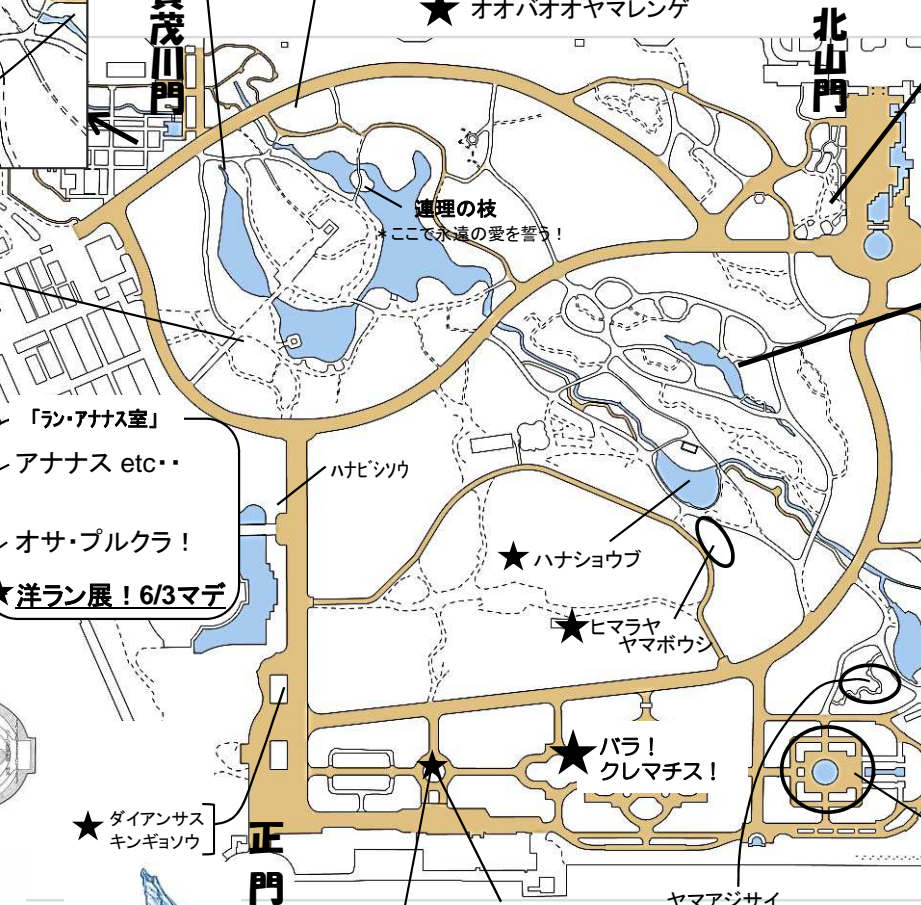 ★ オオバオオヤマレンゲ
賀茂川門
北山門
連理の枝
*ここで永遠の愛を誓う！
「ラン・アナナス室」
アナナス etc‥
オサ・プルクラ！
★洋ラン展！6/3マデ
ハナビシソウ
★ ハナショウブ
★ヒマラヤ
ヤマボウシ
★ バラ！
クレマチス！
★ ダイアンサス
キンギョソウ
正門
ヤマアジサイ